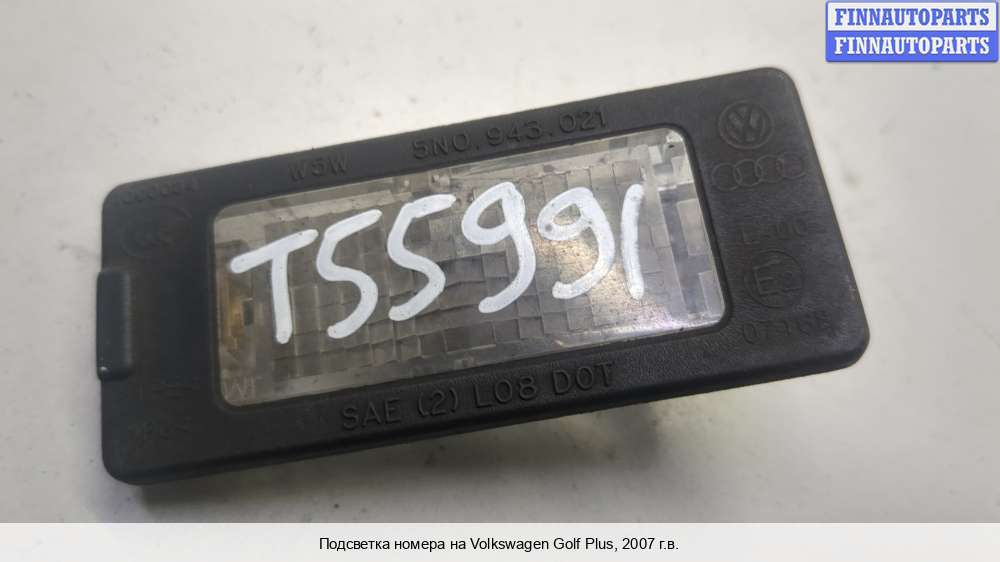 FINNAUTOPARTS
FINNAUTOPARTS
W5W 5N0.943.021
T55991
SAE (2) L08 DOT
Подсветка номера на Volkswagen Golf Plus, 2007 г.в.